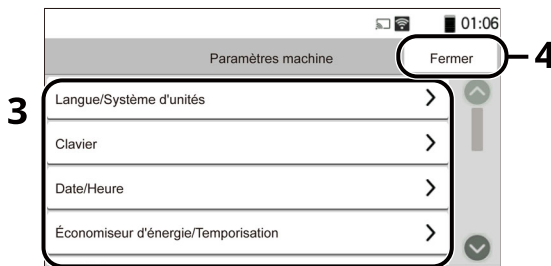 01:06
Paramètres machine Fermer 4
3
Langue/Système d'unités
Clavier
Date/Heure
Économiseur d'énergie/Temporisation